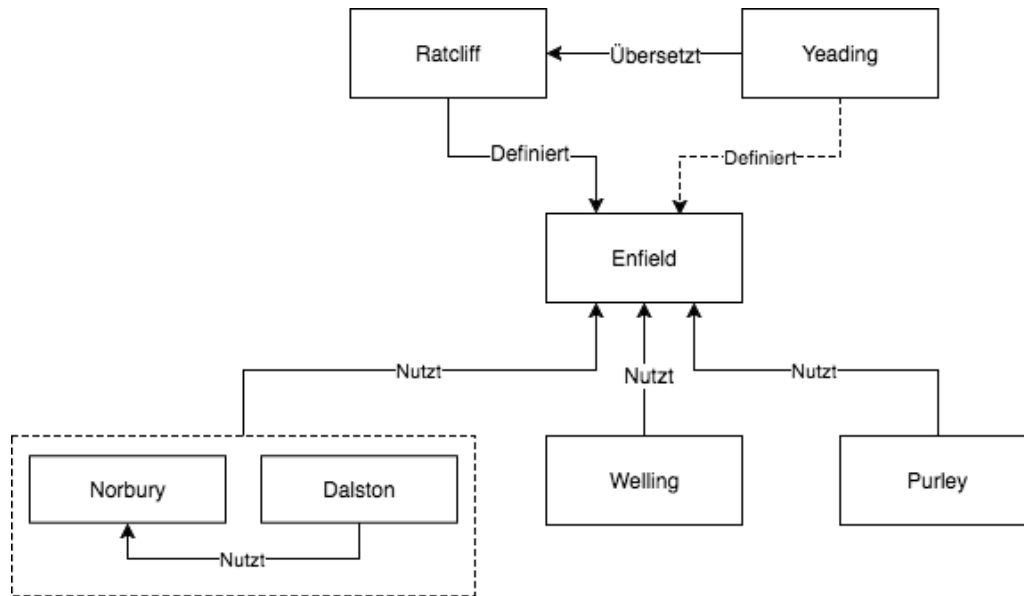 Ratcliff
Übersetzt
Yeading
Definiert
Definiert
Enfield
Nutzt
Nutzt
Nutzt
Norbury
Dalston
Welling
Purley
Nutzt